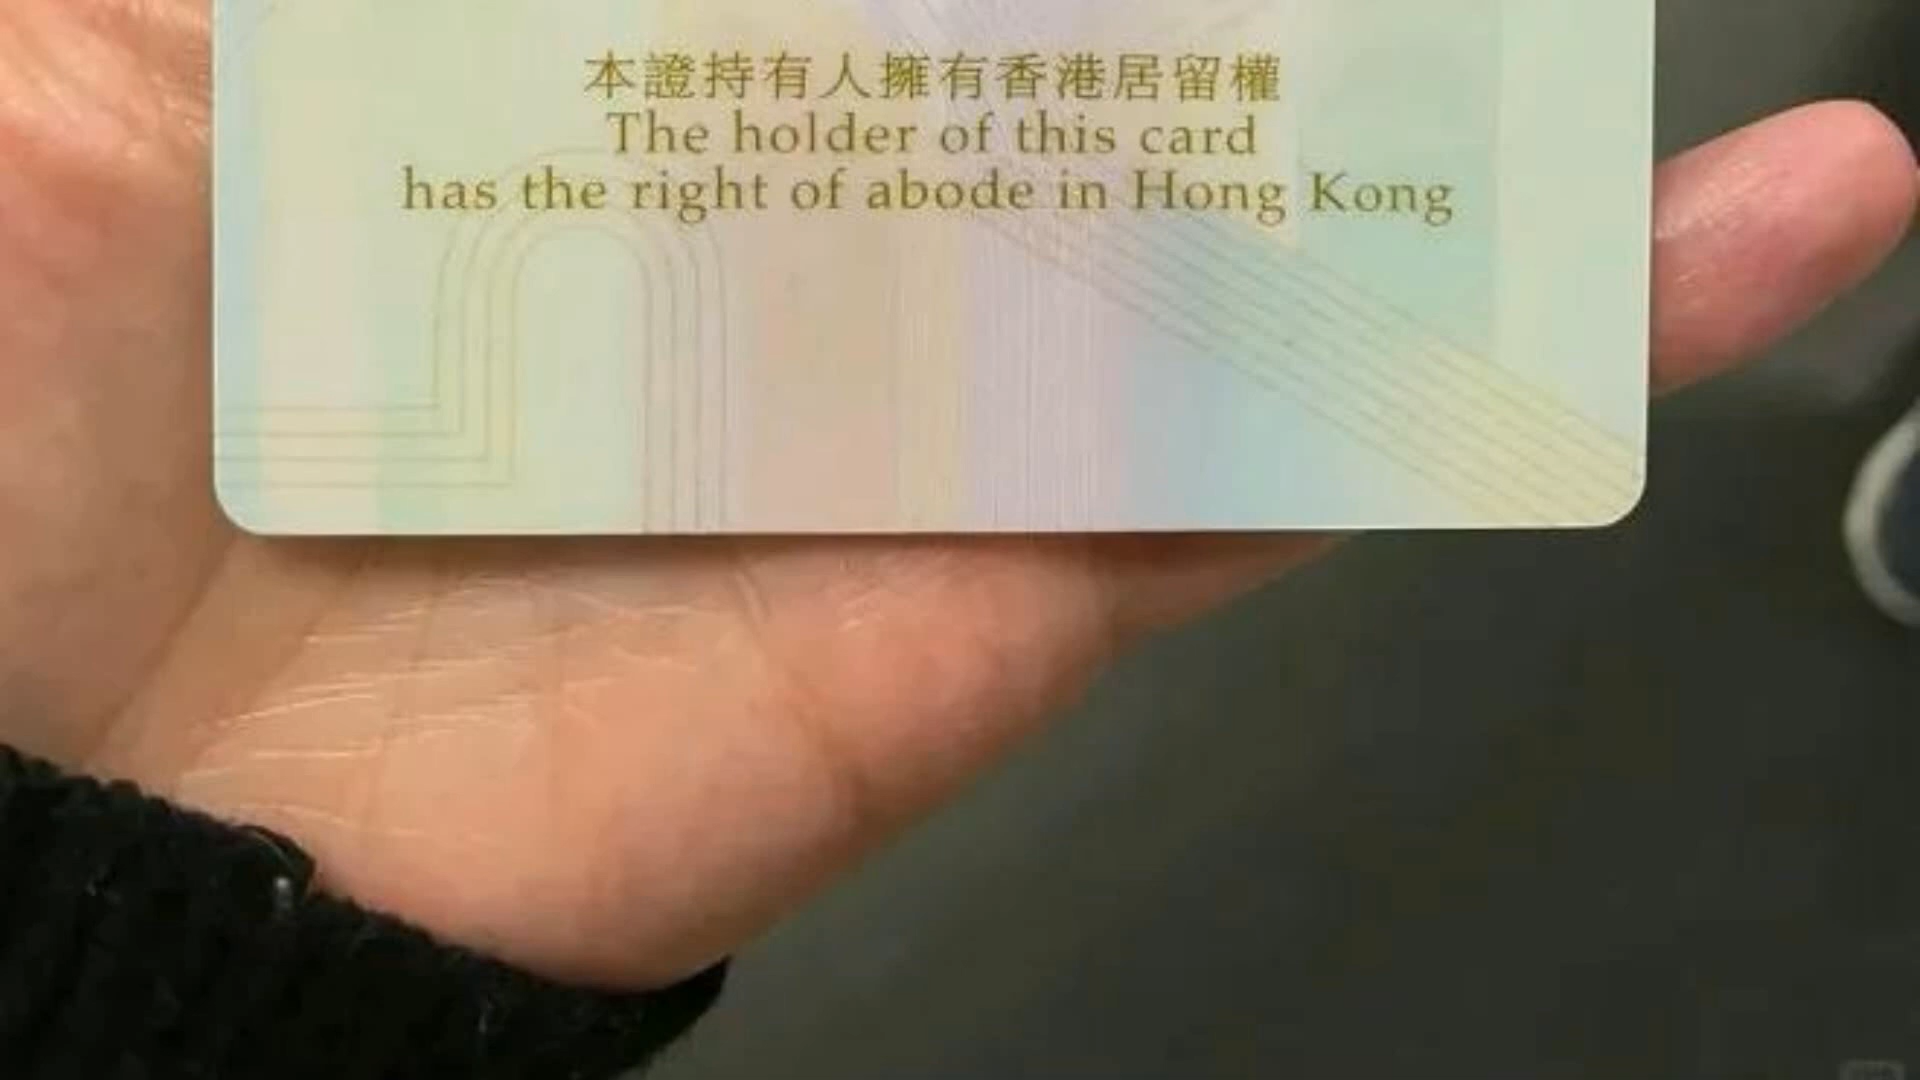 本證持有人擁有香港居留權
The holder of this card
has the right of abode in Hong Kong